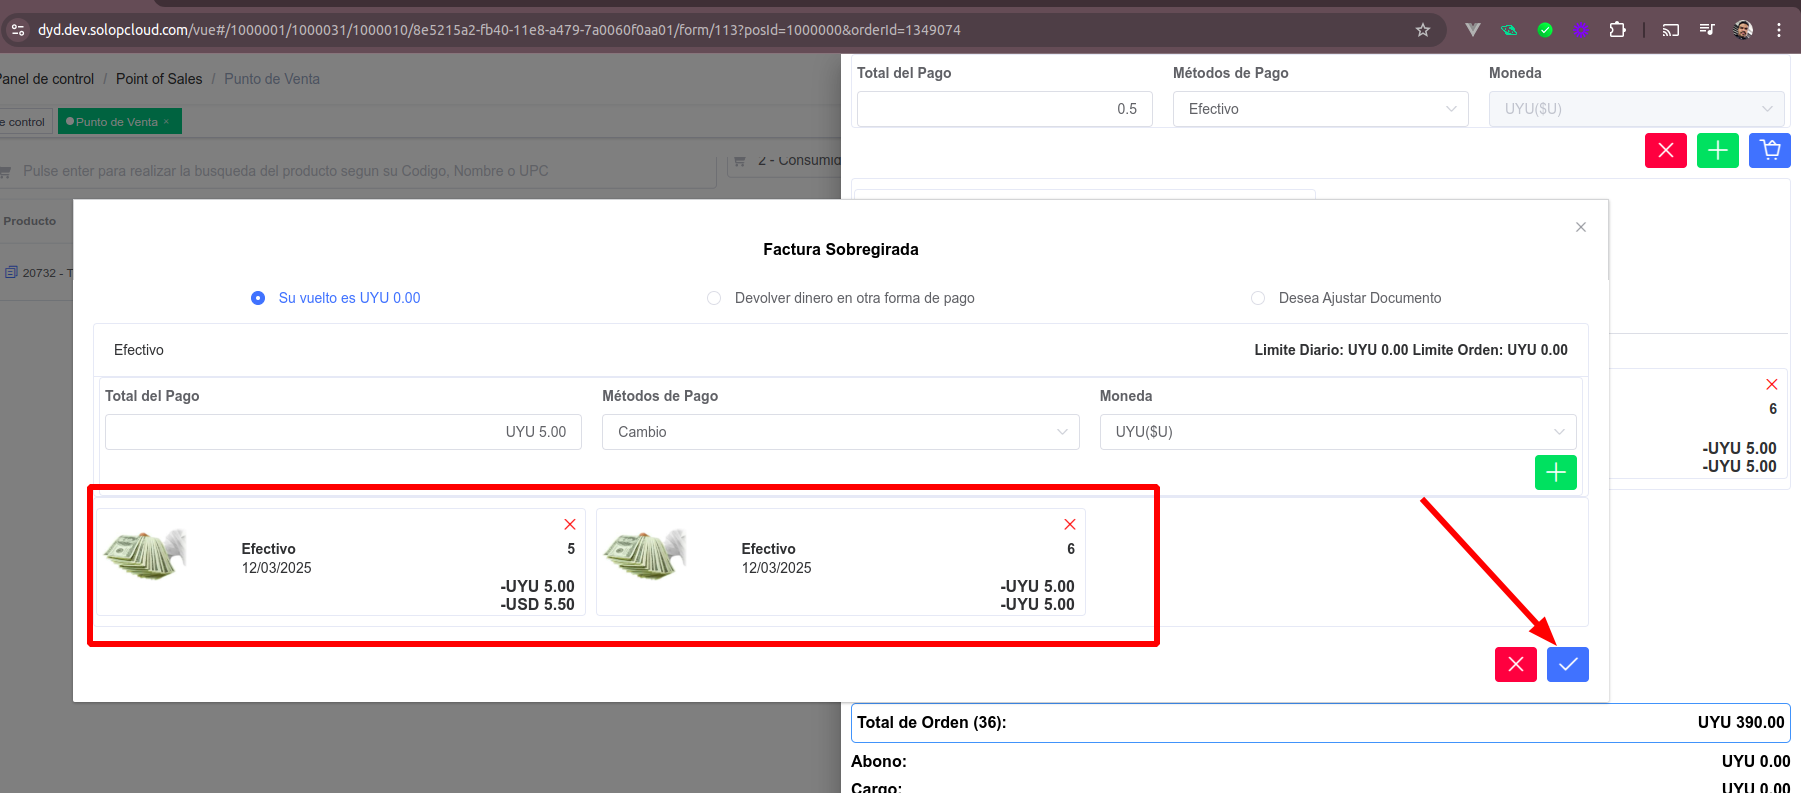 dyd.dev.solopcloud.com/vue#/1000001/1000031/1000010/8e5215a2-fb40-11e8-a479-7a0060f0aa01/form/113?posId=1000000&orderId=1349074
Panel de control / Point of Sales / Punto de Venta
e control
Punto de Venta ×
Pulse enter para realizar la busqueda del producto segun su Codigo, Nombre o UPC
2 - Consumid
Producto
20732 - T
Total del Pago
Métodos de Pago
Moneda
0.5
Efectivo
UYU($U)
Factura Sobregirada
Su vuelto es UYU 0.00
Devolver dinero en otra forma de pago
Desea Ajustar Documento
Efectivo
Limite Diario: UYU 0.00 Limite Orden: UYU 0.00
Total del Pago
Métodos de Pago
Moneda
UYU 5.00
Cambio
UYU($U)
Efectivo
5
12/03/2025
-UYU 5.00
-USD 5.50
Efectivo
6
12/03/2025
-UYU 5.00
-UYU 5.00
6
-UYU 5.00
-UYU 5.00
Total de Orden (36):
UYU 390.00
Abono:
UYU 0.00
Cargo:
UYU 0.00